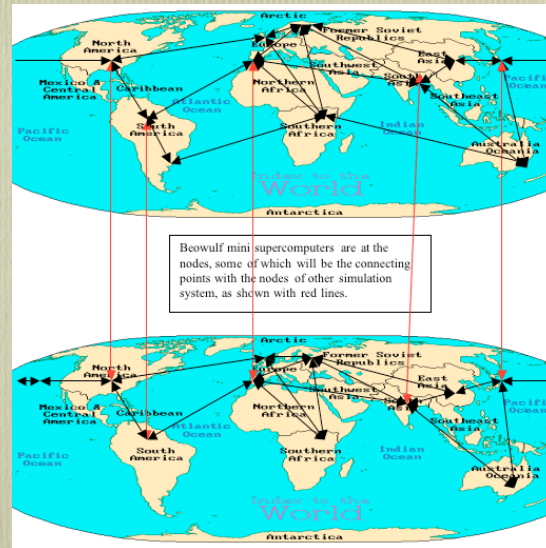 Arctic
North
America
Europe
Former Soviet
Republics
East
Asia
Mexico &
Central
America
Caribbean
Atlantic
Ocean
Northern
Africa
Southwest
Asia
South
Asia
Southeast
Asia
Pacific
Ocean
Pacific
South
America
Southern
Africa
Indian
Ocean
Australia
Oceania
Index to the
World
Antarctica
Beowulf mini supercomputers are at the
nodes, some of which will be the connecting
points with the nodes of other simulation
system, as shown with red lines.
Arctic
North
America
Europe
Former Soviet
Republics
East
Asia
Mexico &
Central
America
Caribbean
Atlantic
Ocean
Northern
Africa
Southwest
Asia
Southeast
Asia
Pacific
Ocean
Pacific
Ocean
South
America
Southern
Africa
Indian
Ocean
Australia
Oceania
Index to the
World
Antarctica